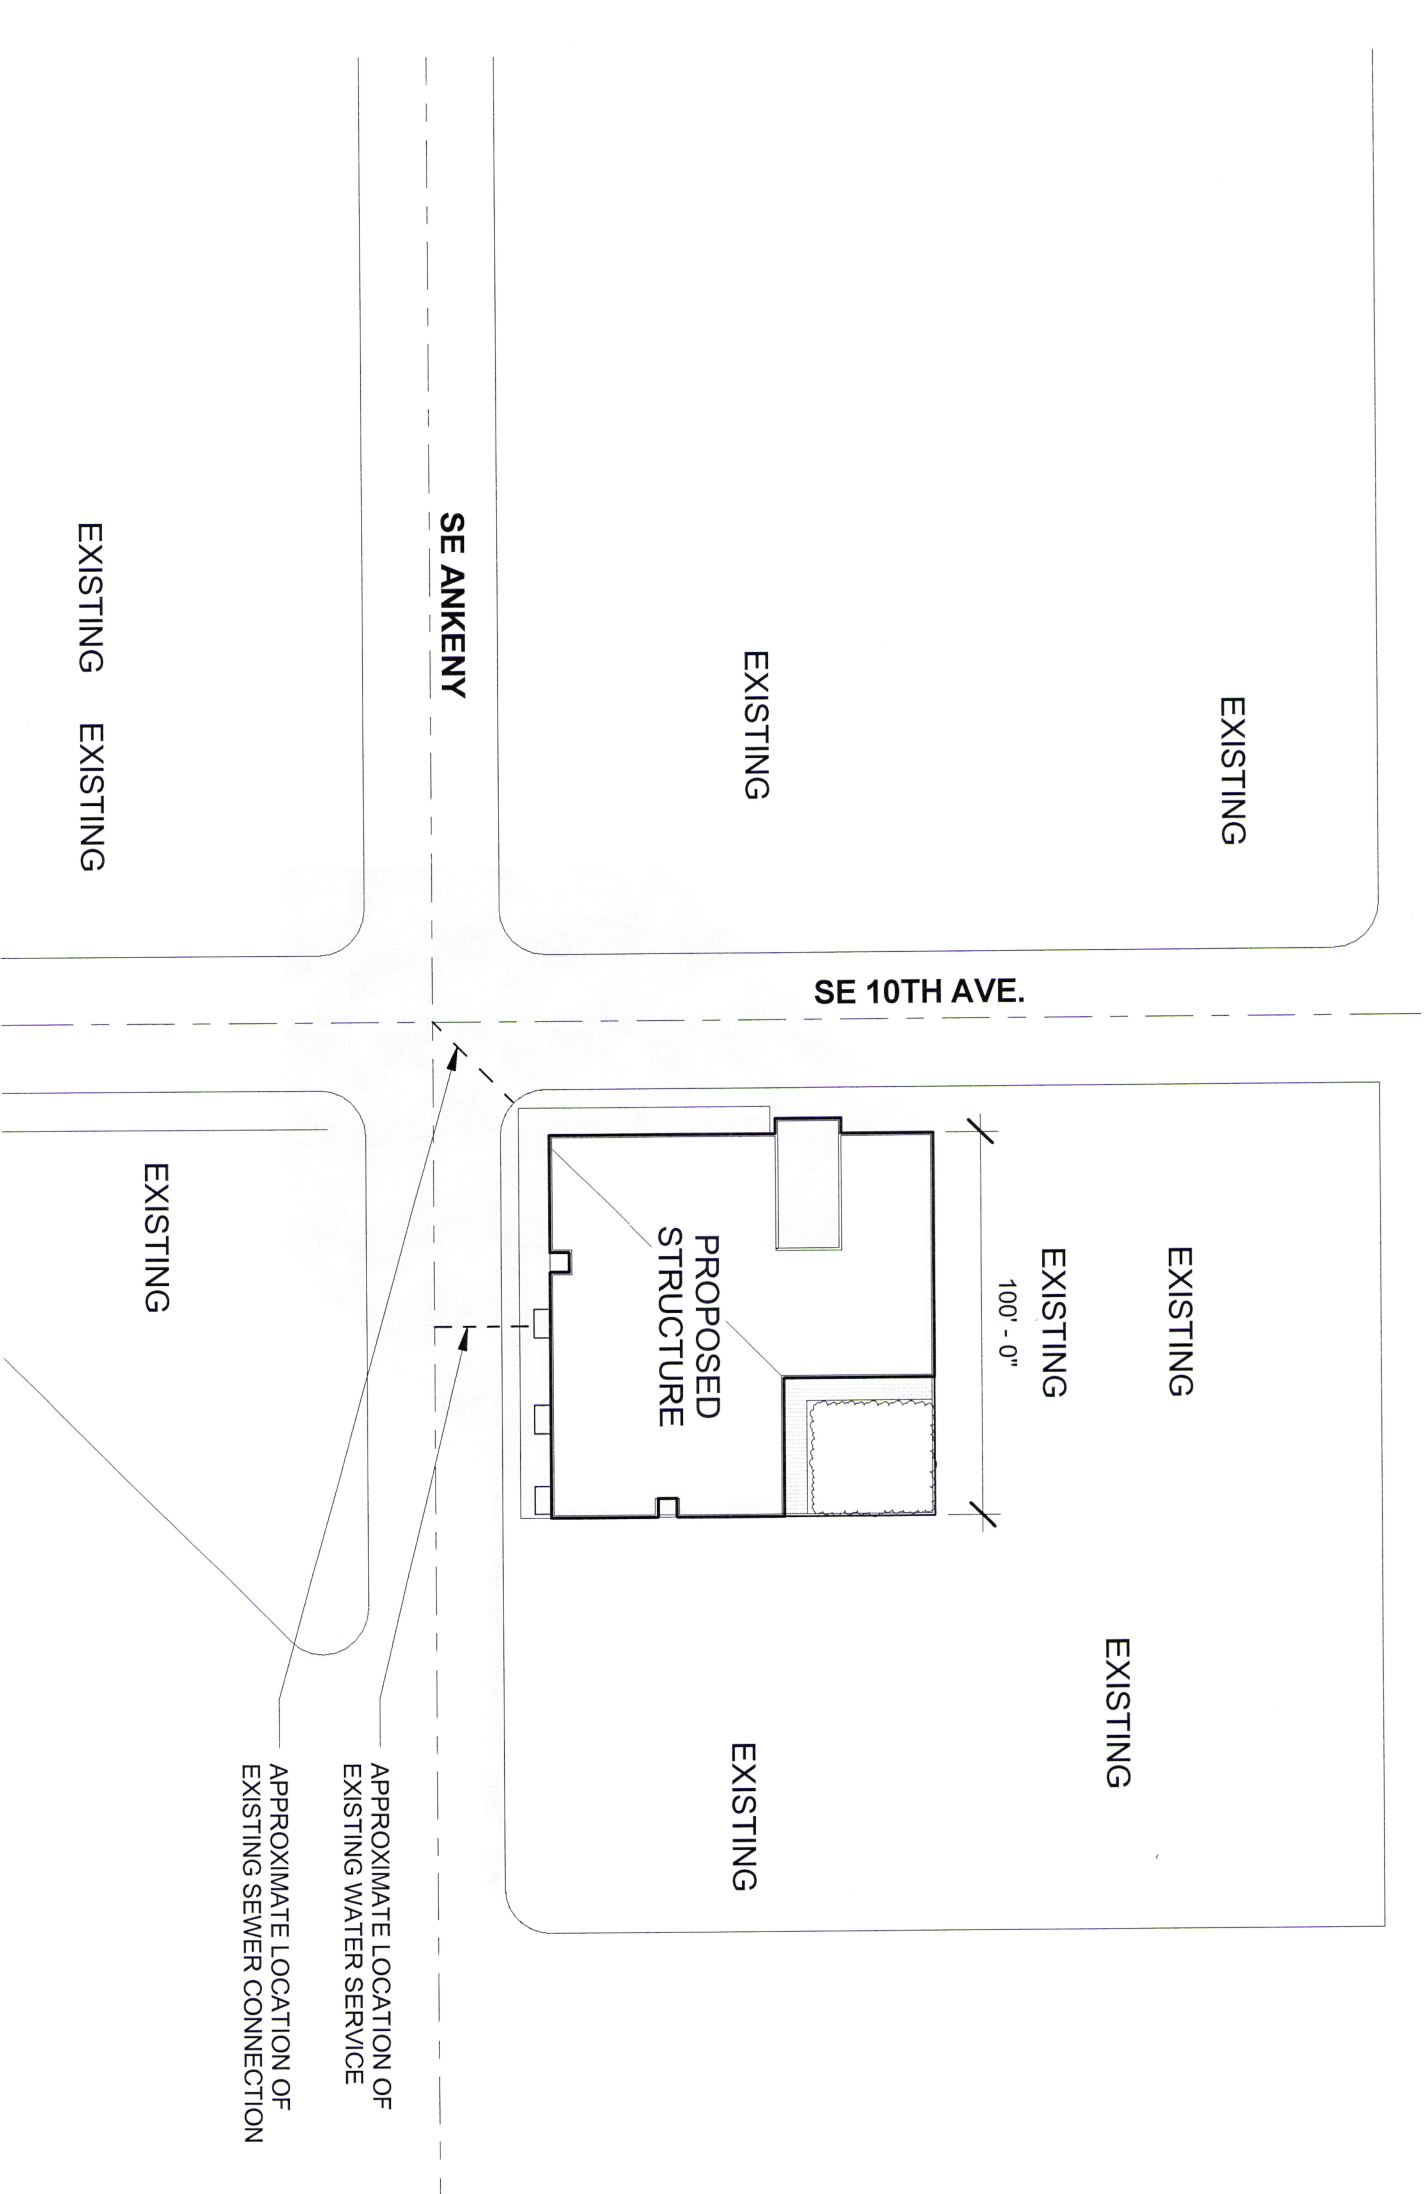 EXISTING
EXISTING
EXISTING
EXISTING
SE ANKENY
SE 10TH AVE.
EXISTING
EXISTING
100' - 0"
PROPOSED
STRUCTURE
EXISTING
EXISTING
EXISTING
APPROXIMATE LOCATION OF
EXISTING WATER SERVICE
APPROXIMATE LOCATION OF
EXISTING SEWER CONNECTION